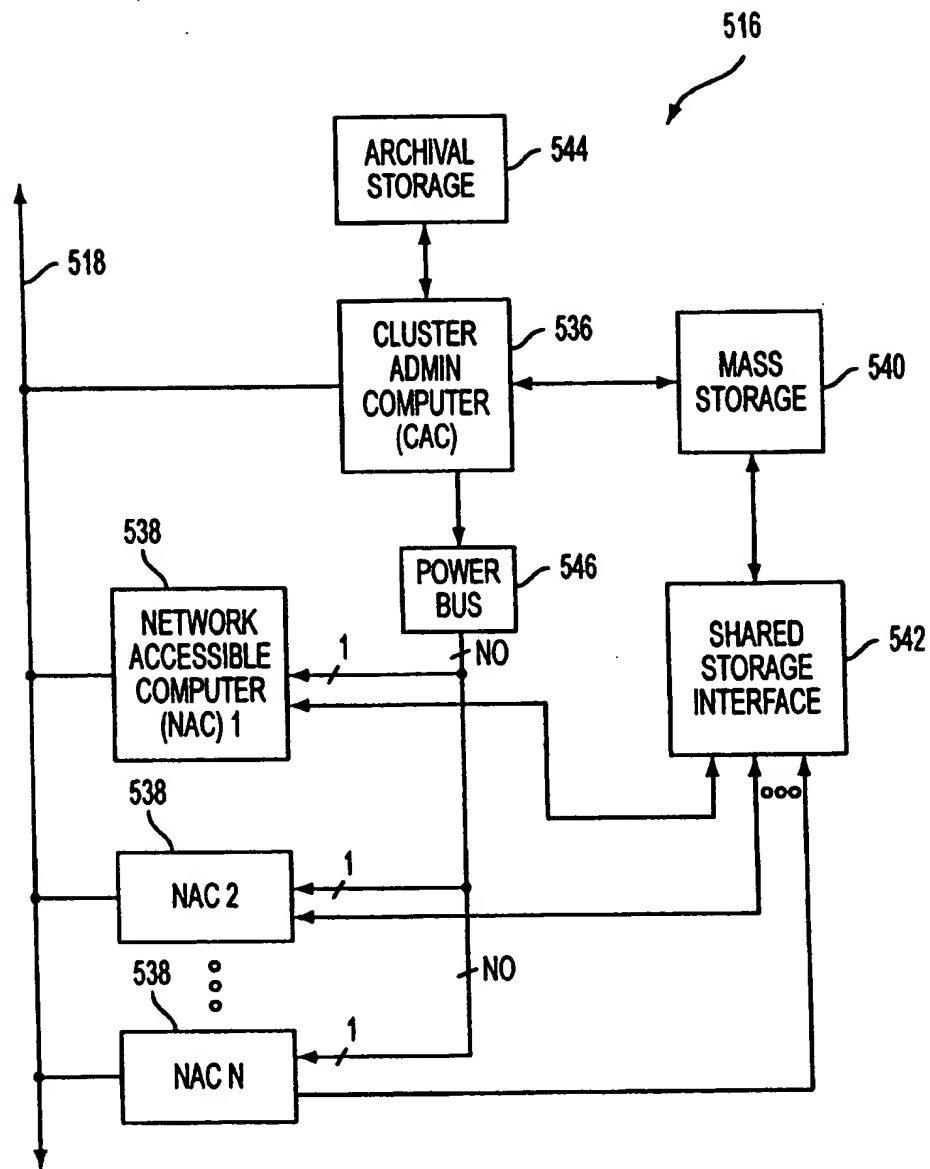 516
ARCHIVAL
STORAGE
544
518
CLUSTER
ADMIN
COMPUTER
(CAC)
536
MASS
STORAGE
540
538
POWER
BUS
546
NETWORK
ACCESSIBLE
COMPUTER
(NAC) 1
1
NO
SHARED
STORAGE
INTERFACE
542
538
NAC 2
1
538
NO
NAC N
1